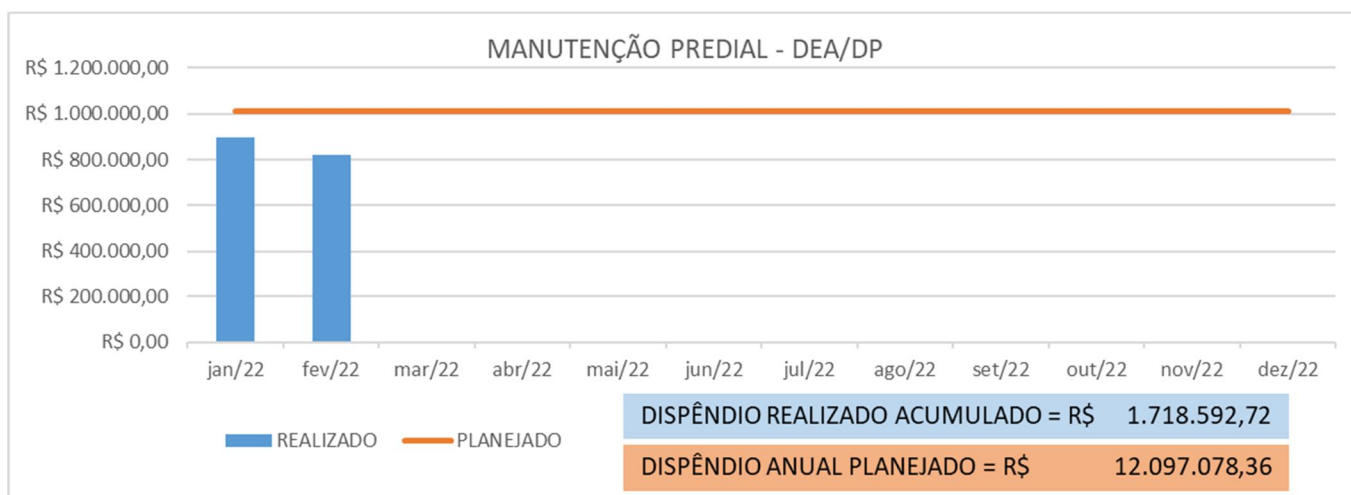 MANUTENÇÃO PREDIAL - DEA/DP
R$ 1.200.000,00
R$ 1.000.000,00
R$ 800.000,00
R$ 600.000,00
R$ 400.000,00
R$ 200.000,00
R$ 0,00
jan/22 fev/22 mar/22 abr/22 mai/22 jun/22 jul/22 ago/22 set/22 out/22 nov/22 dez/22
REALIZADO PLANEJADO
DISPÊNDIO REALIZADO ACUMULADO = R$ 1.718.592,72
DISPÊNDIO ANUAL PLANEJADO = R$ 12.097.078,36